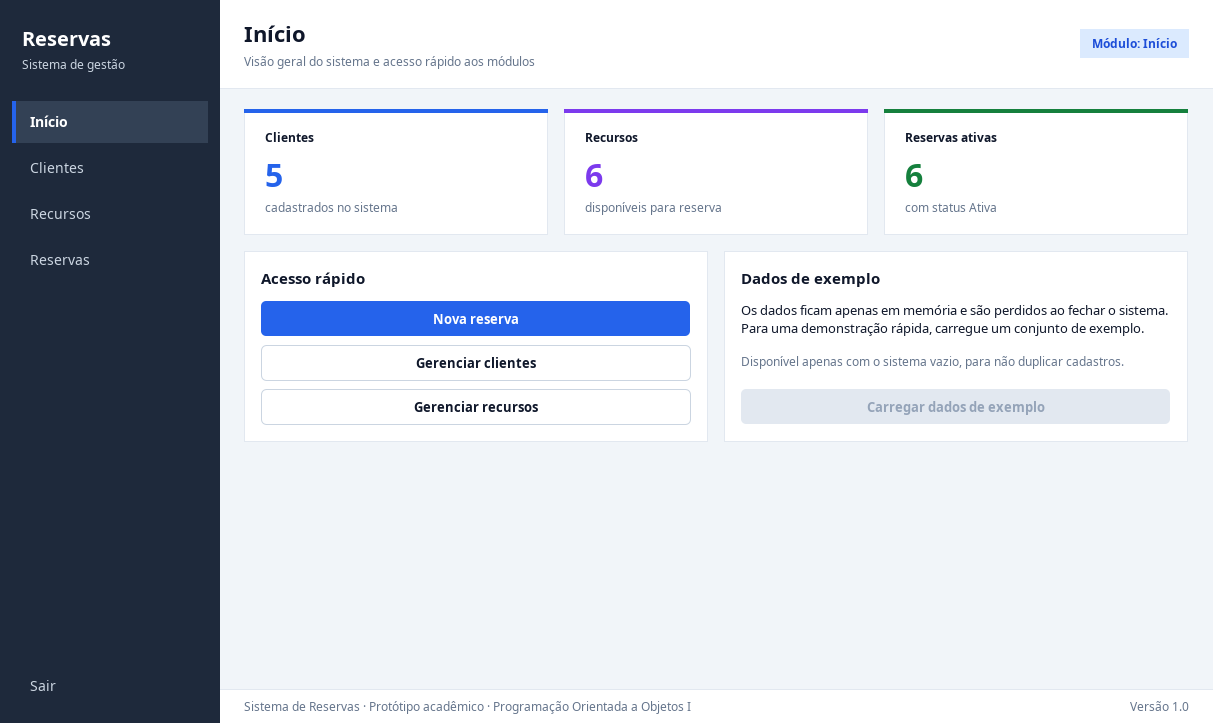 Reservas
Sistema de gestão
Início
Clientes
Recursos
Reservas
Sair
Início
Visão geral do sistema e acesso rápido aos módulos
Módulo: Início
Clientes
5
cadastrados no sistema
Recursos
6
disponíveis para reserva
Reservas ativas
6
com status Ativa
Acesso rápido
Nova reserva
Gerenciar clientes
Gerenciar recursos
Dados de exemplo
Os dados ficam apenas em memória e são perdidos ao fechar o sistema.
Para uma demonstração rápida, carregue um conjunto de exemplo.
Disponível apenas com o sistema vazio, para não duplicar cadastros.
Carregar dados de exemplo
Sistema de Reservas · Protótipo acadêmico · Programação Orientada a Objetos I
Versão 1.0